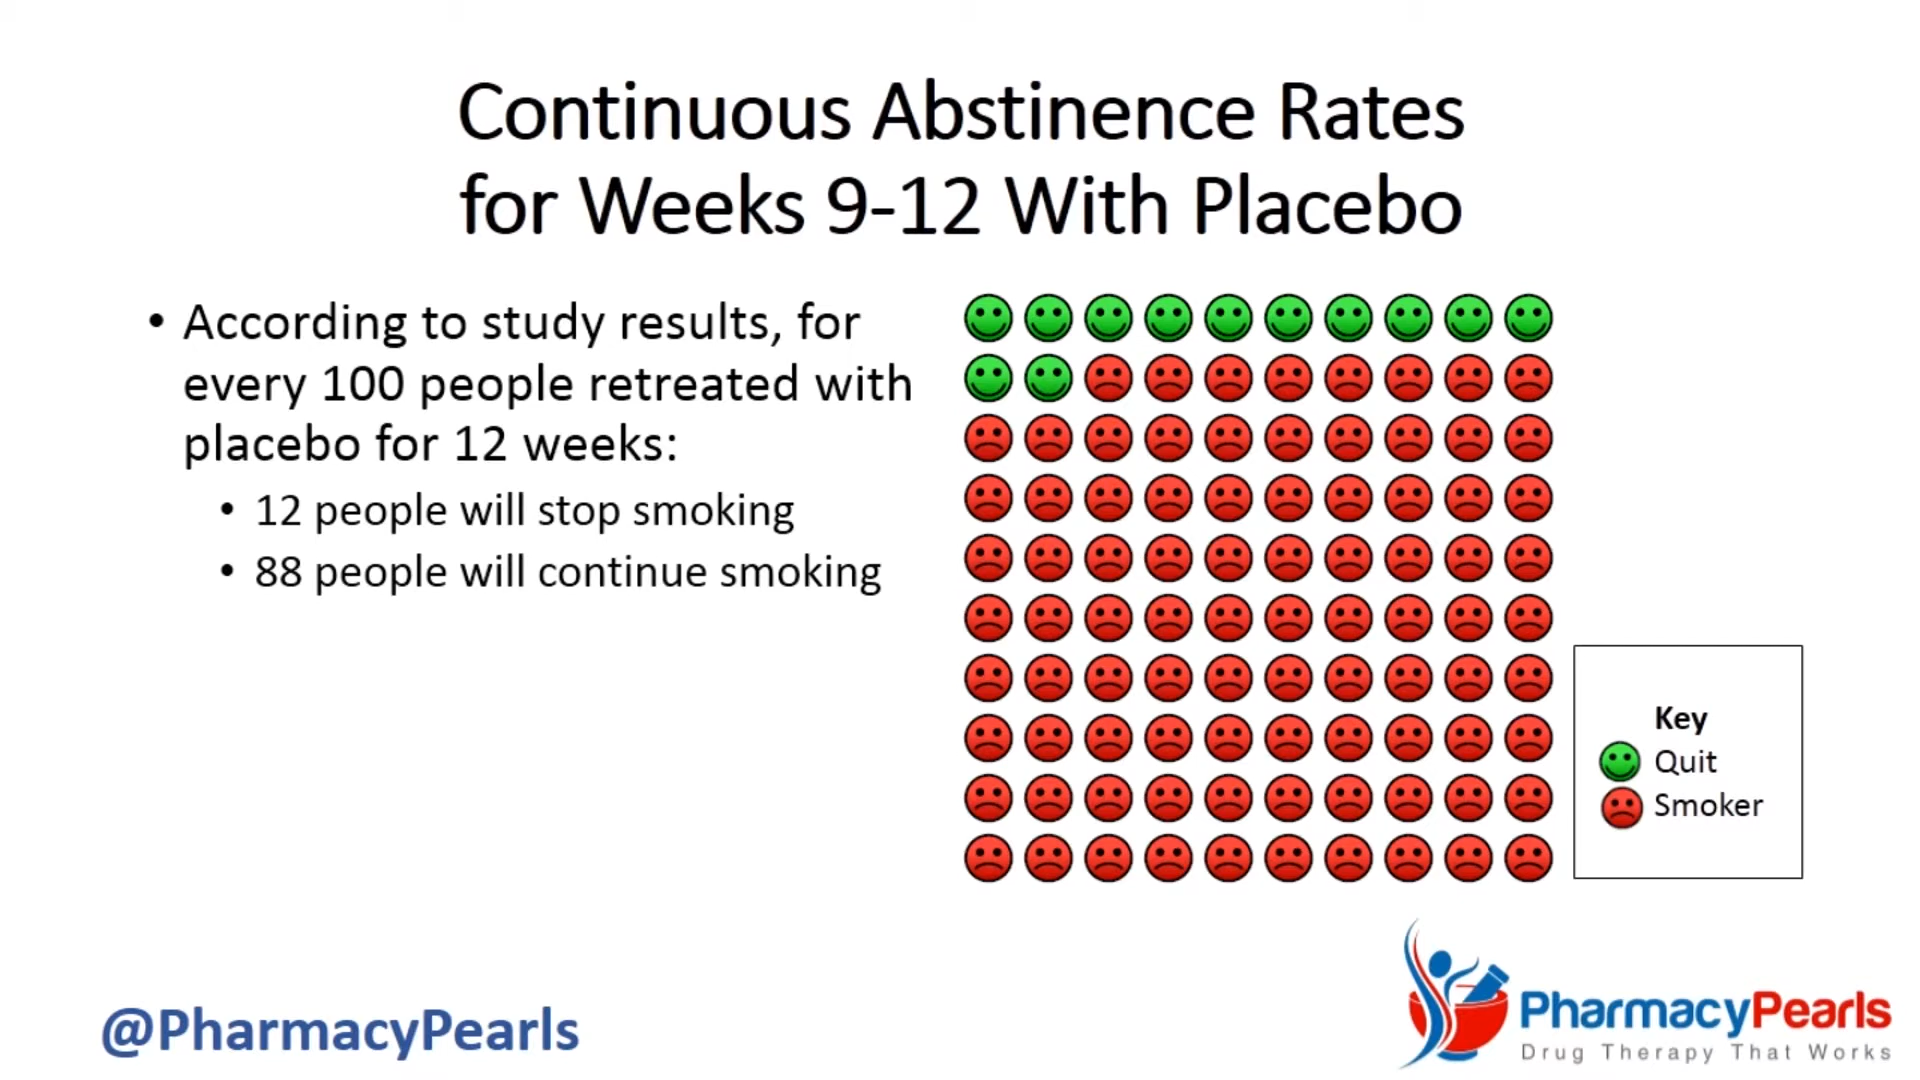 Continuous Abstinence Rates
for Weeks 9-12 With Placebo
• According to study results, for
every 100 people retreated with
placebo for 12 weeks:
• 12 people will stop smoking
• 88 people will continue smoking
Key
Quit
Smoker
@PharmacyPearls
PharmacyPearls
Drug Therapy That Works